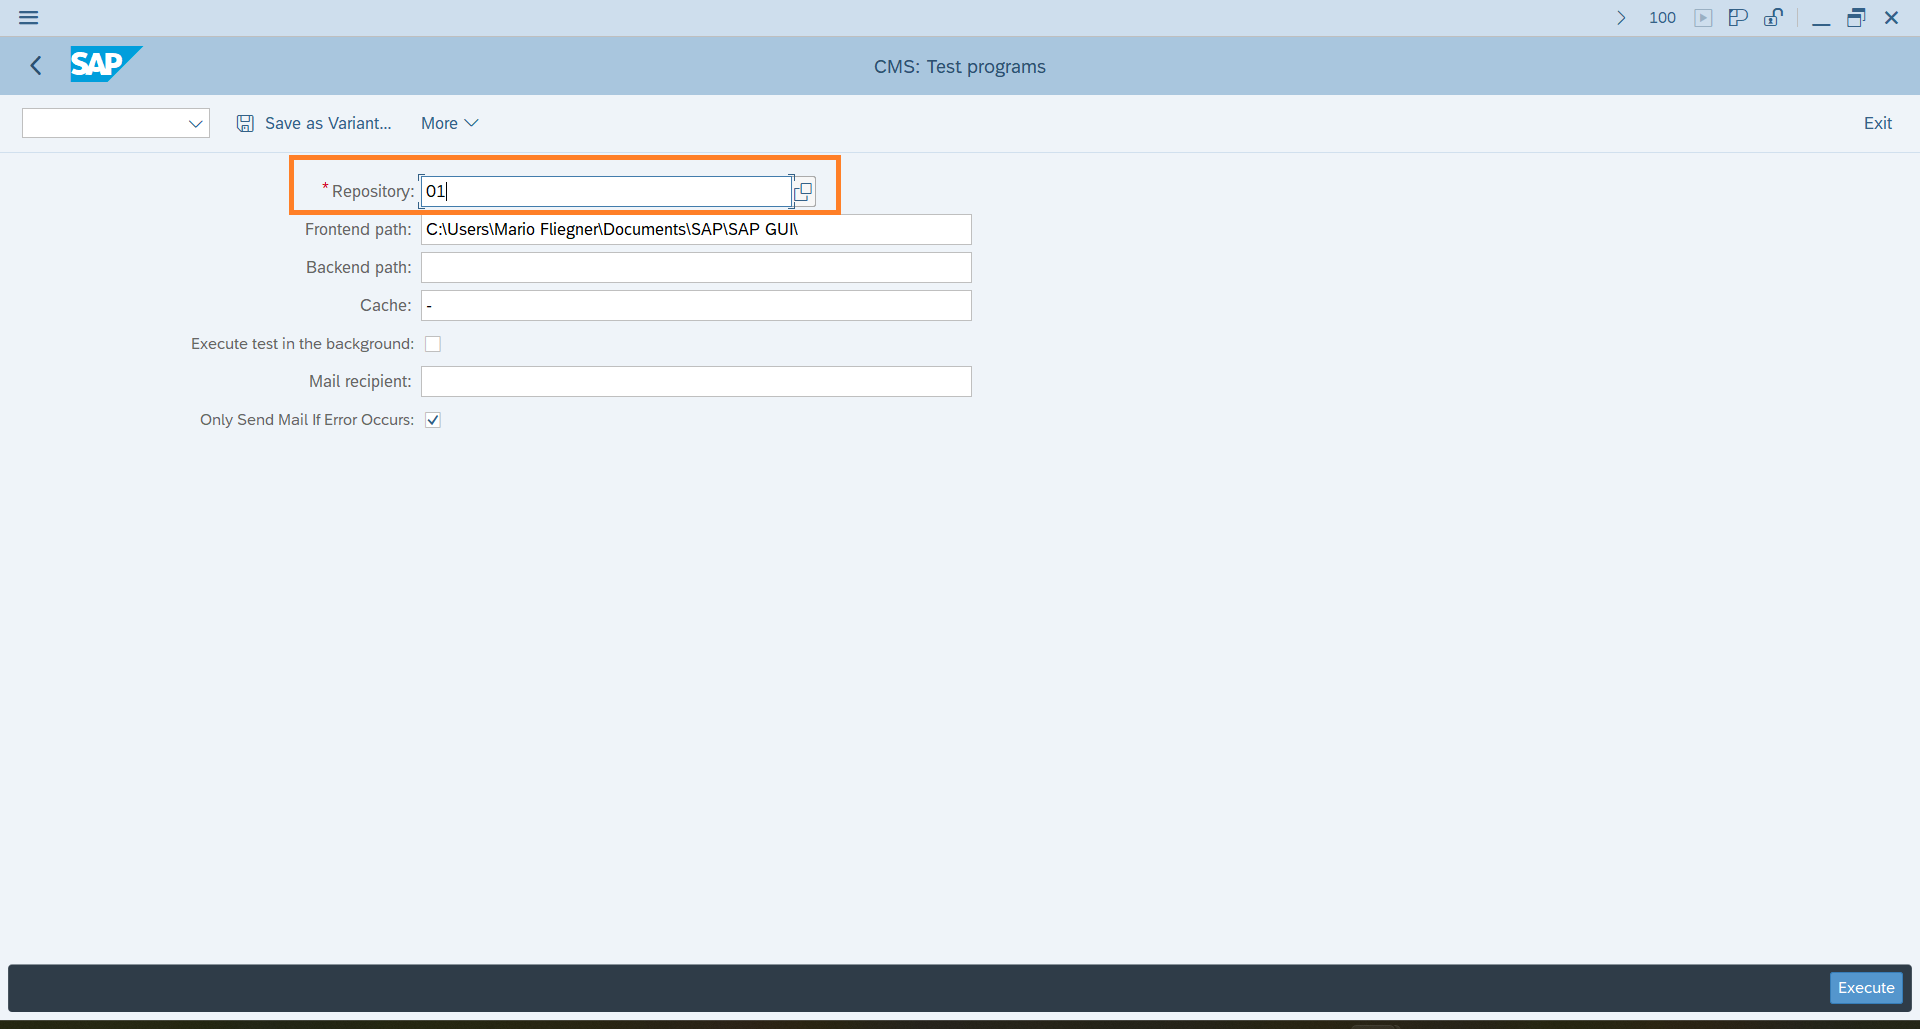 100
SAP
CMS: Test programs
Save as Variant... More Exit
* Repository: 01
Frontend path: C:\Users\Mario Fliegner\Documents\SAP\SAP GUI\
Backend path:
Cache: -
Execute test in the background:
Mail recipient:
Only Send Mail If Error Occurs:
Execute